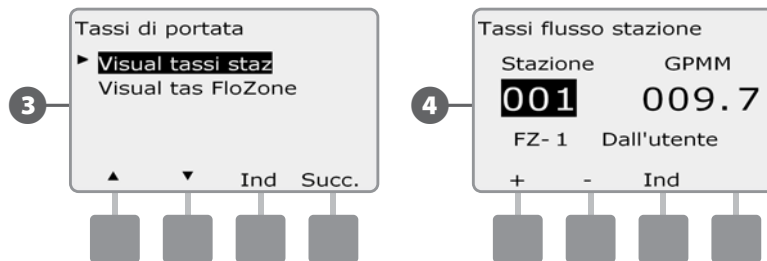 Tassi di portata
► Visual tassi staz
Visual tas FloZone
▲ ▼ Ind Succ.
3
Tassi flusso stazione
Stazione GPMM
001 009.7
FZ- 1 Dall'utente
+ - Ind
4